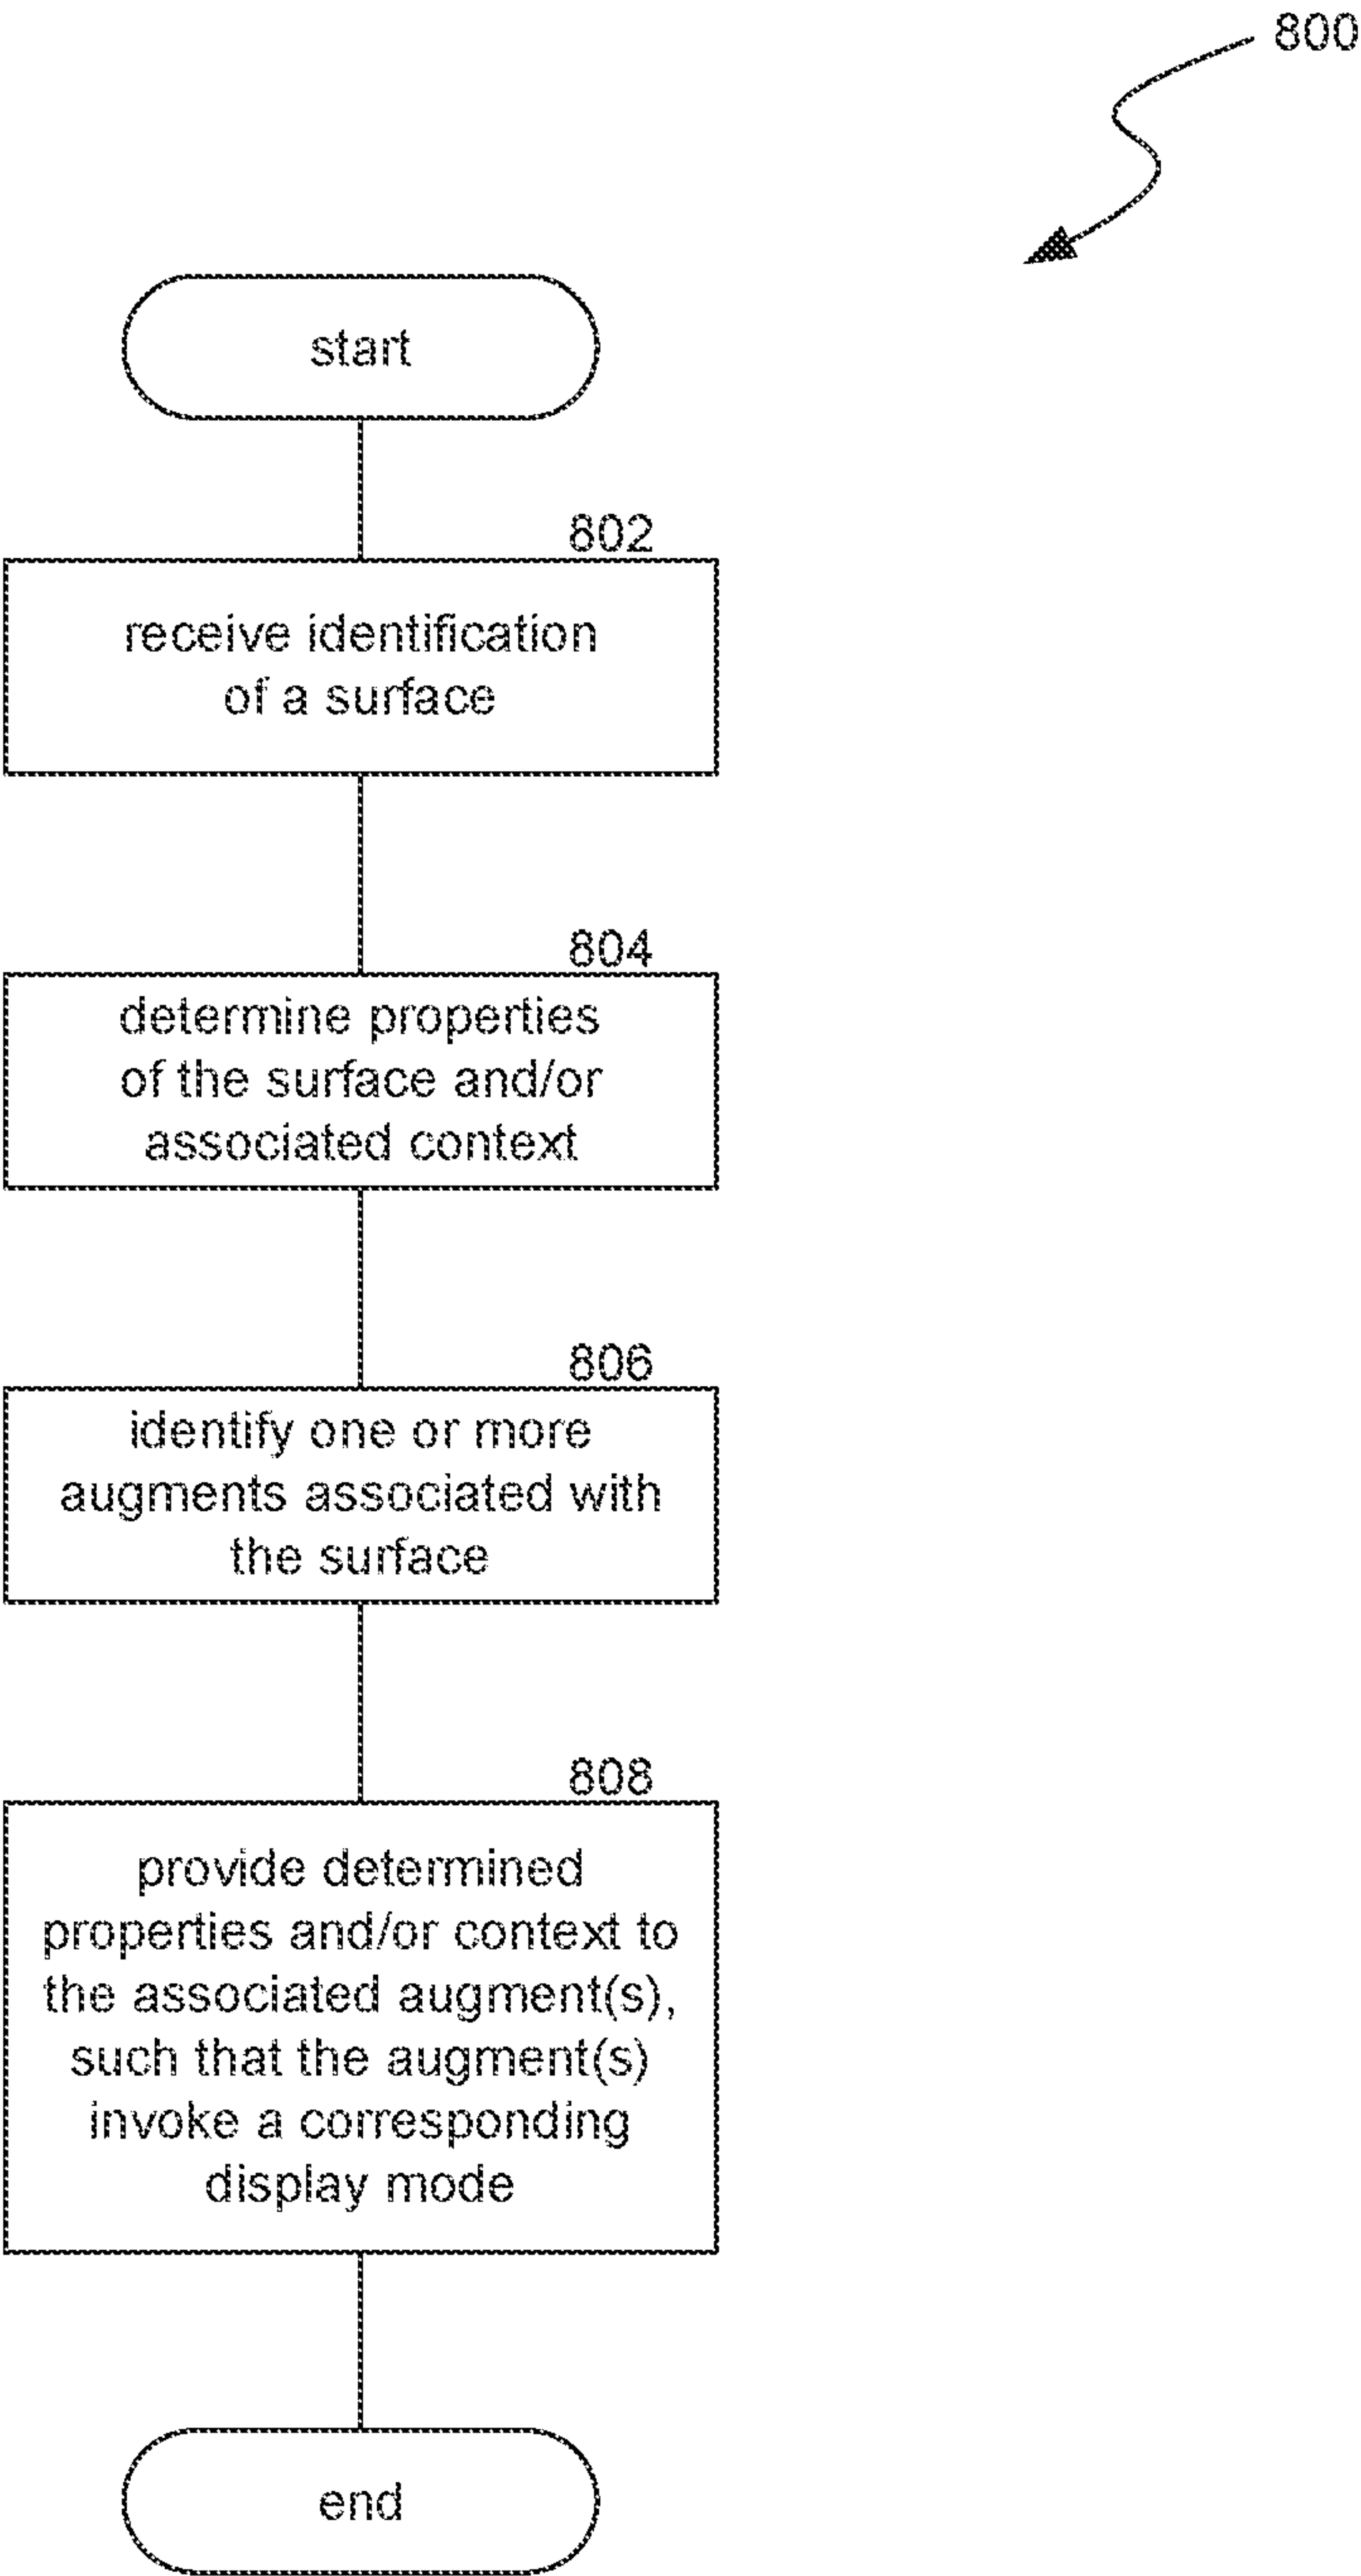 800
start
802
receive identification
of a surface
804
determine properties
of the surface and/or
associated context
806
identify one or more
augments associated with
the surface
808
provide determined
properties and/or context to
the associated augment(s),
such that the augment(s)
invoke a corresponding
display mode
end